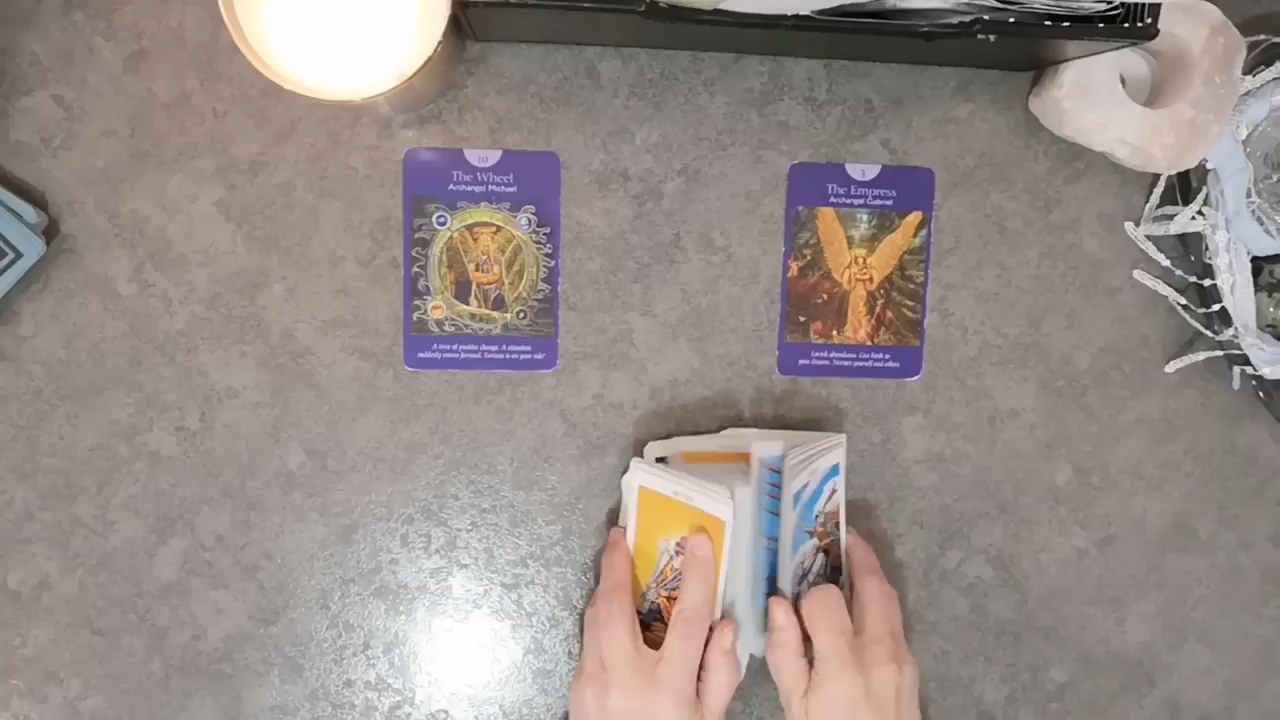 10
The Wheel
Archangel Michael
A time of positive change. A situation
suddenly moves forward. Fortune is on your side!
3
The Empress
Archangel Gabriel
Lavish abundance. Give birth to
your dreams. Nurture yourself and others